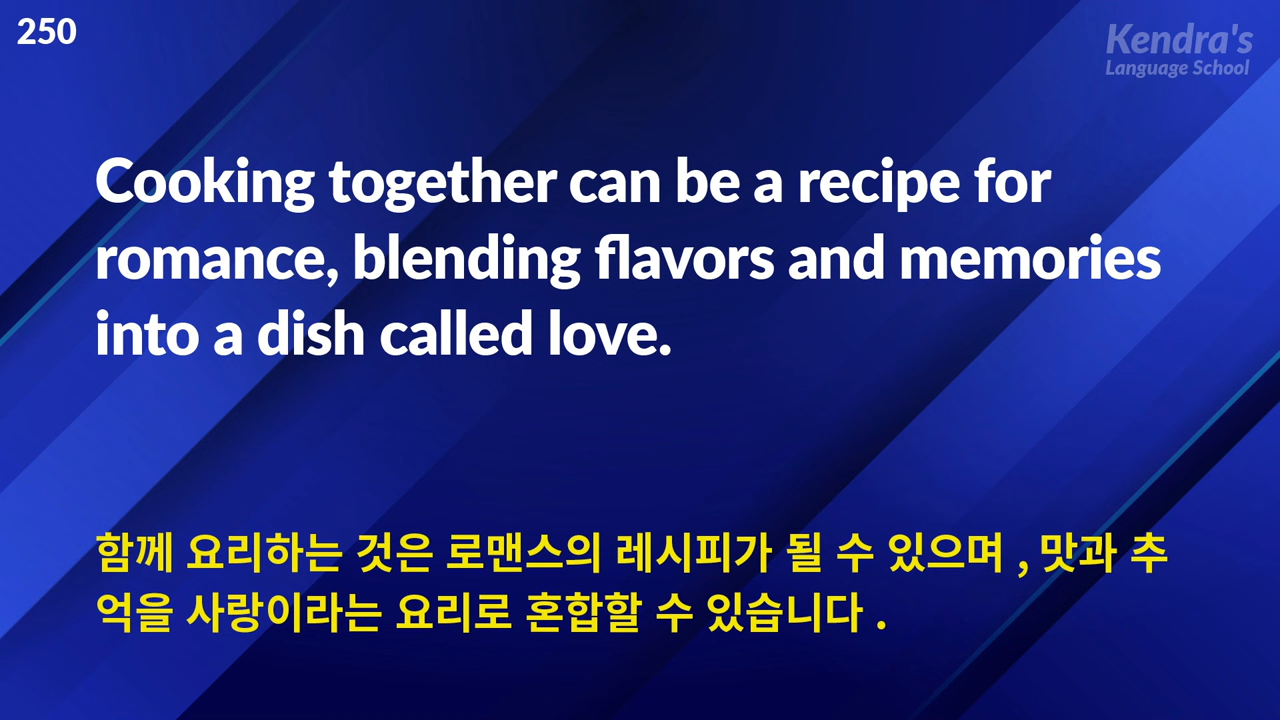 250
Kendra's
Language School
Cooking together can be a recipe for
romance, blending flavors and memories
into a dish called love.
함께 요리하는 것은 로맨스의 레시피가 될 수 있으며 , 맛과 추
억을 사랑이라는 요리로 혼합할 수 있습니다 .